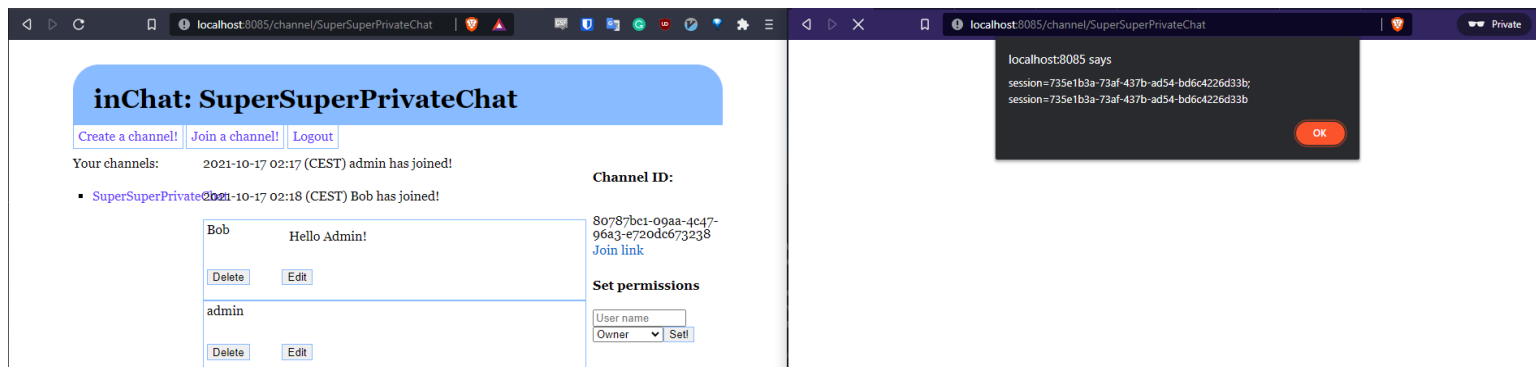 localhost:8085/channel/SuperSuperPrivateChat
inChat: SuperSuperPrivateChat
Create a channel! Join a channel! Logout
Your channels:
SuperSuperPrivateChat
2021-10-17 02:17 (CEST) admin has joined!
2021-10-17 02:18 (CEST) Bob has joined!
Bob
Hello Admin!
Delete Edit
admin
Delete Edit
Channel ID:
80787bc1-09aa-4c47-
96a3-e720dc673238
Join link
Set permissions
User name
Owner Set!
localhost:8085/channel/SuperSuperPrivateChat
Private
localhost:8085 says
session=735e1b3a-73af-437b-ad54-bd6c4226d33b;
session=735e1b3a-73af-437b-ad54-bd6c4226d33b
OK